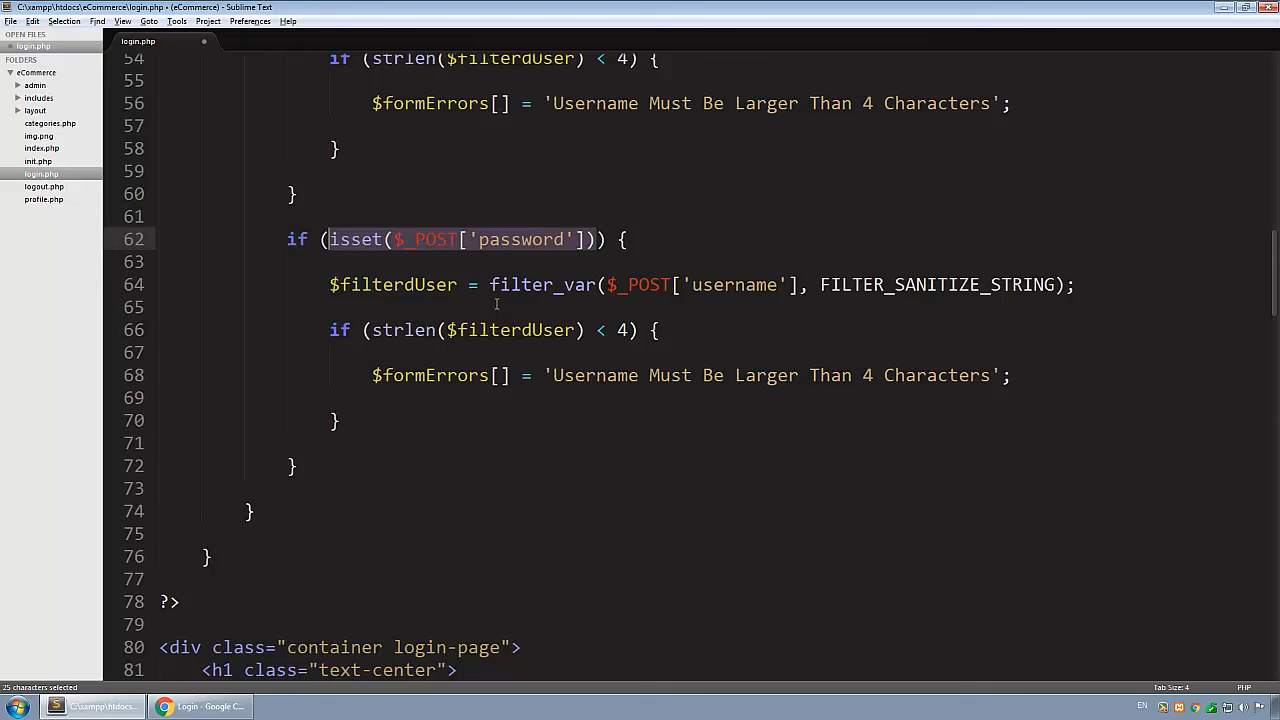 C:\xampp\htdocs\eCommerce\login.php • (eCommerce) - Sublime Text
File Edit Selection Find View Goto Tools Project Preferences Help
OPEN FILES
login.php
FOLDERS
eCommerce
admin
includes
layout
categories.php
img.png
index.php
init.php
login.php
logout.php
profile.php
login.php
54 if (strlen($filterdUser) < 4) {
55
56 $formErrors[] = 'Username Must Be Larger Than 4 Characters';
57
58 }
59
60 }
61
62 if (isset($_POST['password'])) {
63
64 $filterdUser = filter_var($_POST['username'], FILTER_SANITIZE_STRING);
65
66 if (strlen($filterdUser) < 4) {
67
68 $formErrors[] = 'Username Must Be Larger Than 4 Characters';
69
70 }
71
72 }
73
74 }
75
76 }
77
78 ?>
79
80 <div class="container login-page">
81 <h1 class="text-center">
25 characters selected
Tab Size: 4
PHP
C:\xampp\htdocs...
Login - Google C...
EN